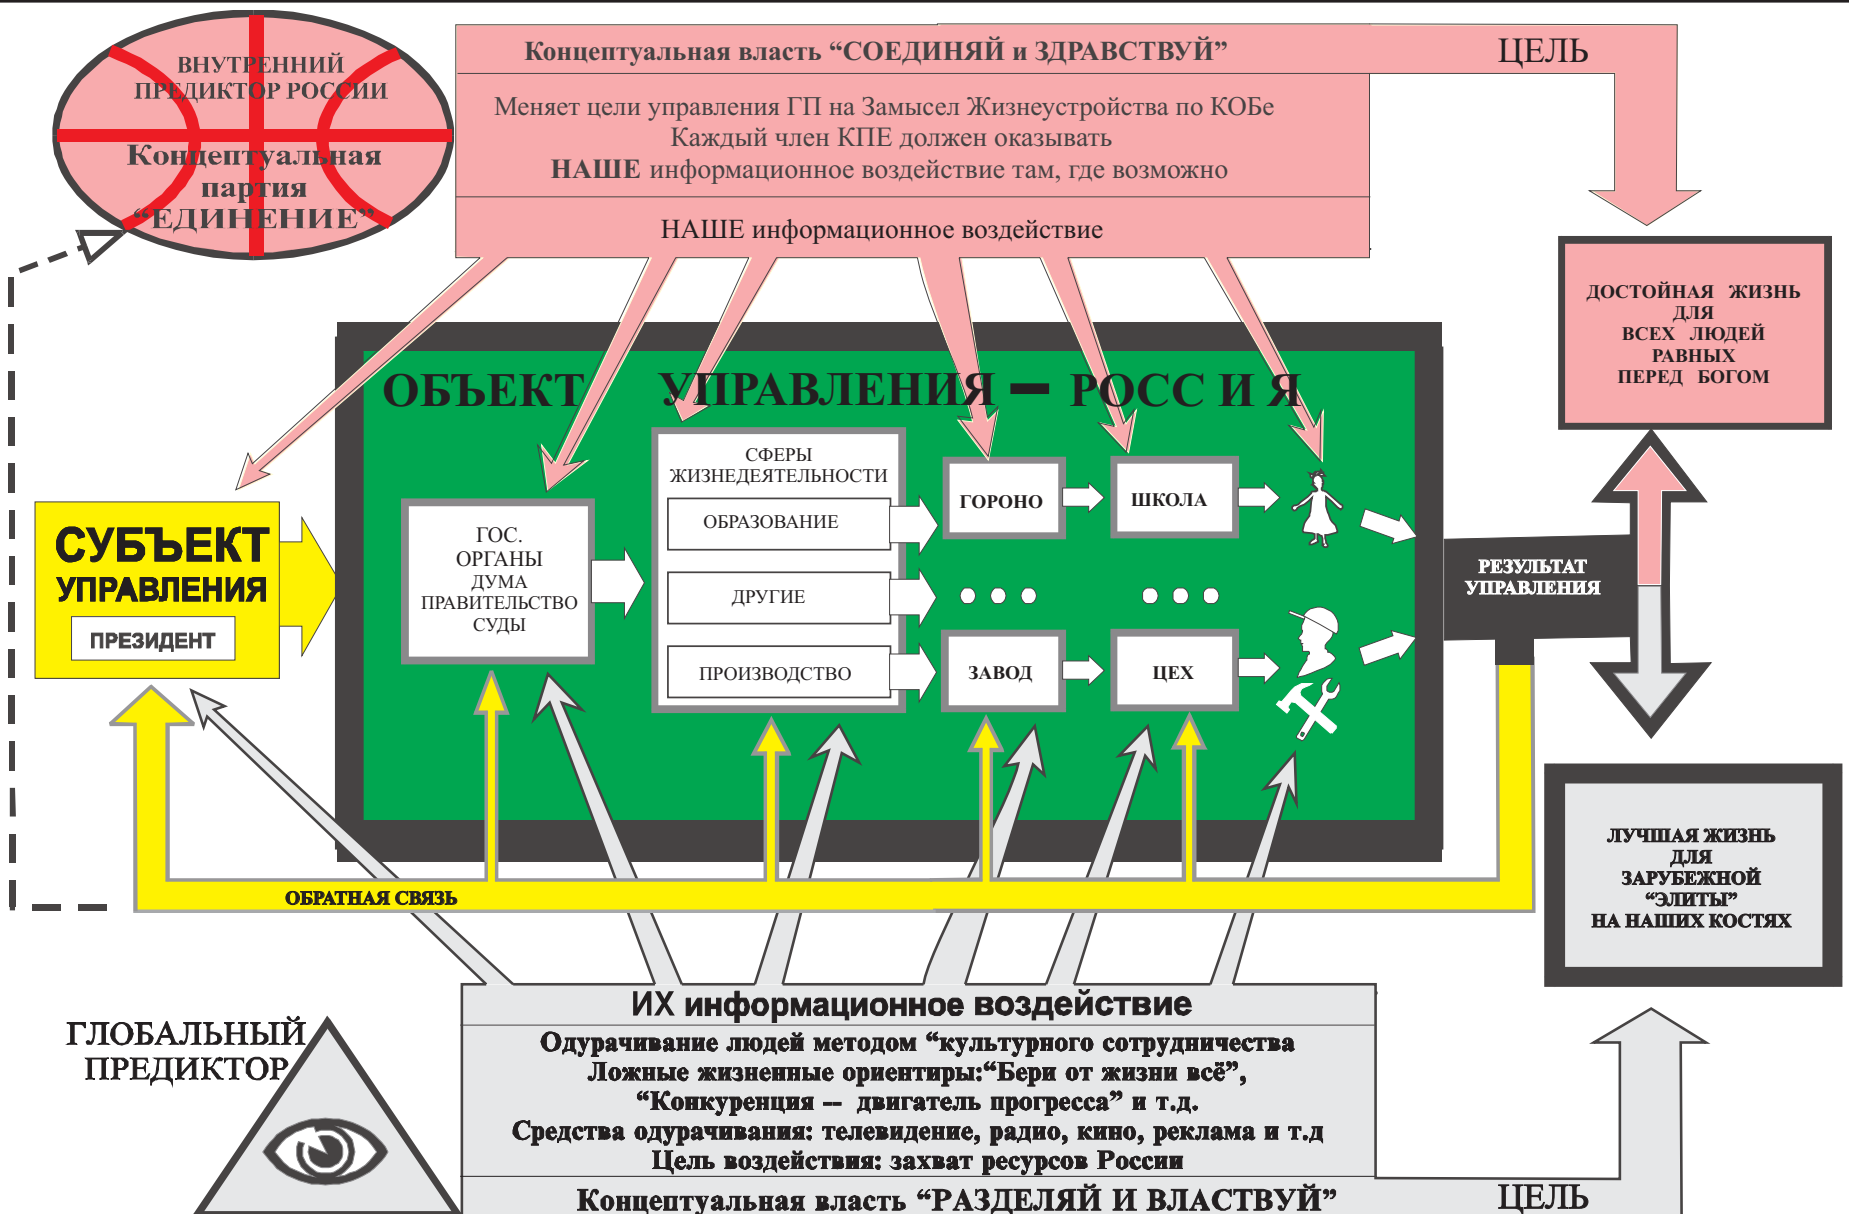 ВНУТРЕННИЙ
ПРЕДИКТОР РОССИИ
Концептуальная
партия
“ЕДИНЕНИЕ”
Концептуальная власть “СОЕДИНЯЙ и ЗДРАВСТВУЙ”
ЦЕЛЬ
Меняет цели управления ГП на Замысел Жизнеустройства по КОБе
Каждый член КПЕ должен оказывать
НАШЕ информационное воздействие там, где возможно
НАШЕ информационное воздействие
ДОСТОЙНАЯ ЖИЗНЬ
ДЛЯ
ВСЕХ ЛЮДЕЙ
РАВНЫХ
ПЕРЕД БОГОМ
ОБЪЕКТ УПРАВЛЕНИЯ – РОСС И Я
СУБЪЕКТ
УПРАВЛЕНИЯ
ПРЕЗИДЕНТ
ГОС.
ОРГАНЫ
ДУМА
ПРАВИТЕЛЬСТВО
СУДЫ
СФЕРЫ
ЖИЗНЕДЕЯТЕЛЬНОСТИ
ОБРАЗОВАНИЕ
ДРУГИЕ
ПРОИЗВОДСТВО
ГОРОНО
ШКОЛА
ЗАВОД
ЦЕХ
РЕЗУЛЬТАТ
УПРАВЛЕНИЯ
ОБРАТНАЯ СВЯЗЬ
ЛУЧШАЯ ЖИЗНЬ
ДЛЯ
ЗАРУБЕЖНОЙ
“ЭЛИТЫ”
НА НАШИХ КОСТЯХ
ГЛОБАЛЬНЫЙ
ПРЕДИКТОР
ИХ информационное воздействие
Одурачивание людей методом “культурного сотрудничества
Ложные жизненные ориентиры:“Бери от жизни всё”,
“Конкуренция -- двигатель прогресса” и т.д.
Средства одурачивания: телевидение, радио, кино, реклама и т.д
Цель воздействия: захват ресурсов России
Концептуальная власть “РАЗДЕЛЯЙ И ВЛАСТВУЙ”
ЦЕЛЬ